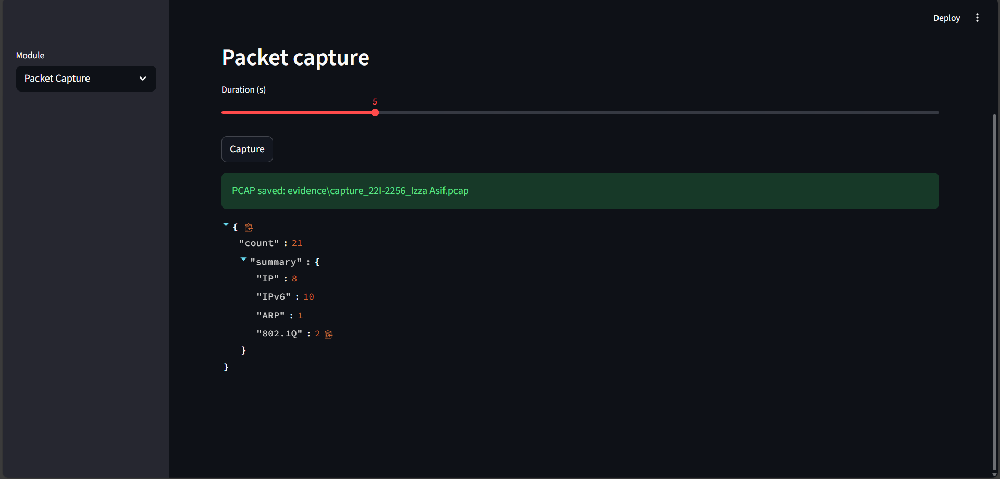 Deploy
Module
Packet Capture
Packet capture
Duration (s)
5
Capture
PCAP saved: evidence\capture_22I-2256_Izza Asif.pcap
{
"count" : 21
"summary" : {
"IP" : 8
"IPv6" : 10
"ARP" : 1
"802.1Q" : 2
}
}